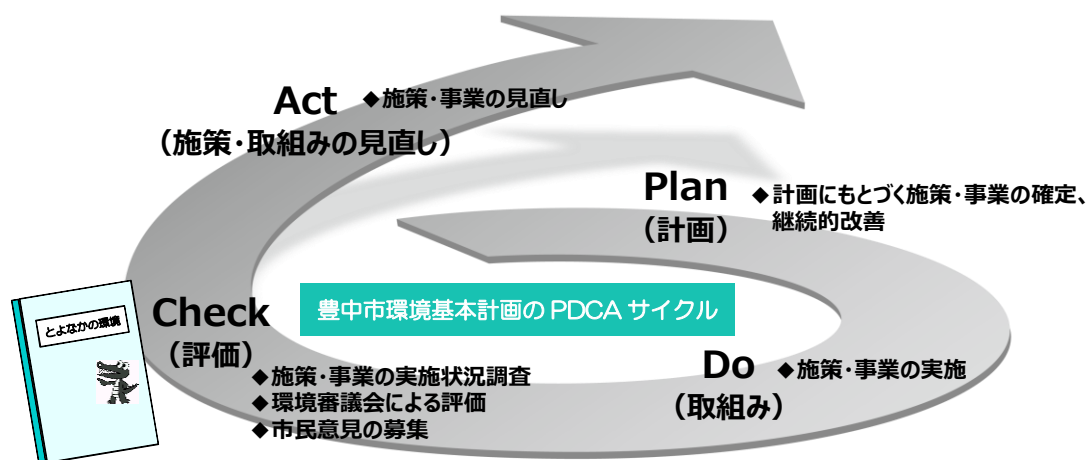 Act ◆施策・事業の見直し
（施策・取組みの見直し）
Plan ◆計画にもとづく施策・事業の確定、
（計画） 継続的改善
豊中市環境基本計画の PDCA サイクル
とよなかの環境
Check
（評価）
◆施策・事業の実施状況調査
◆環境審議会による評価
◆市民意見の募集
Do ◆施策・事業の実施
（取組み）